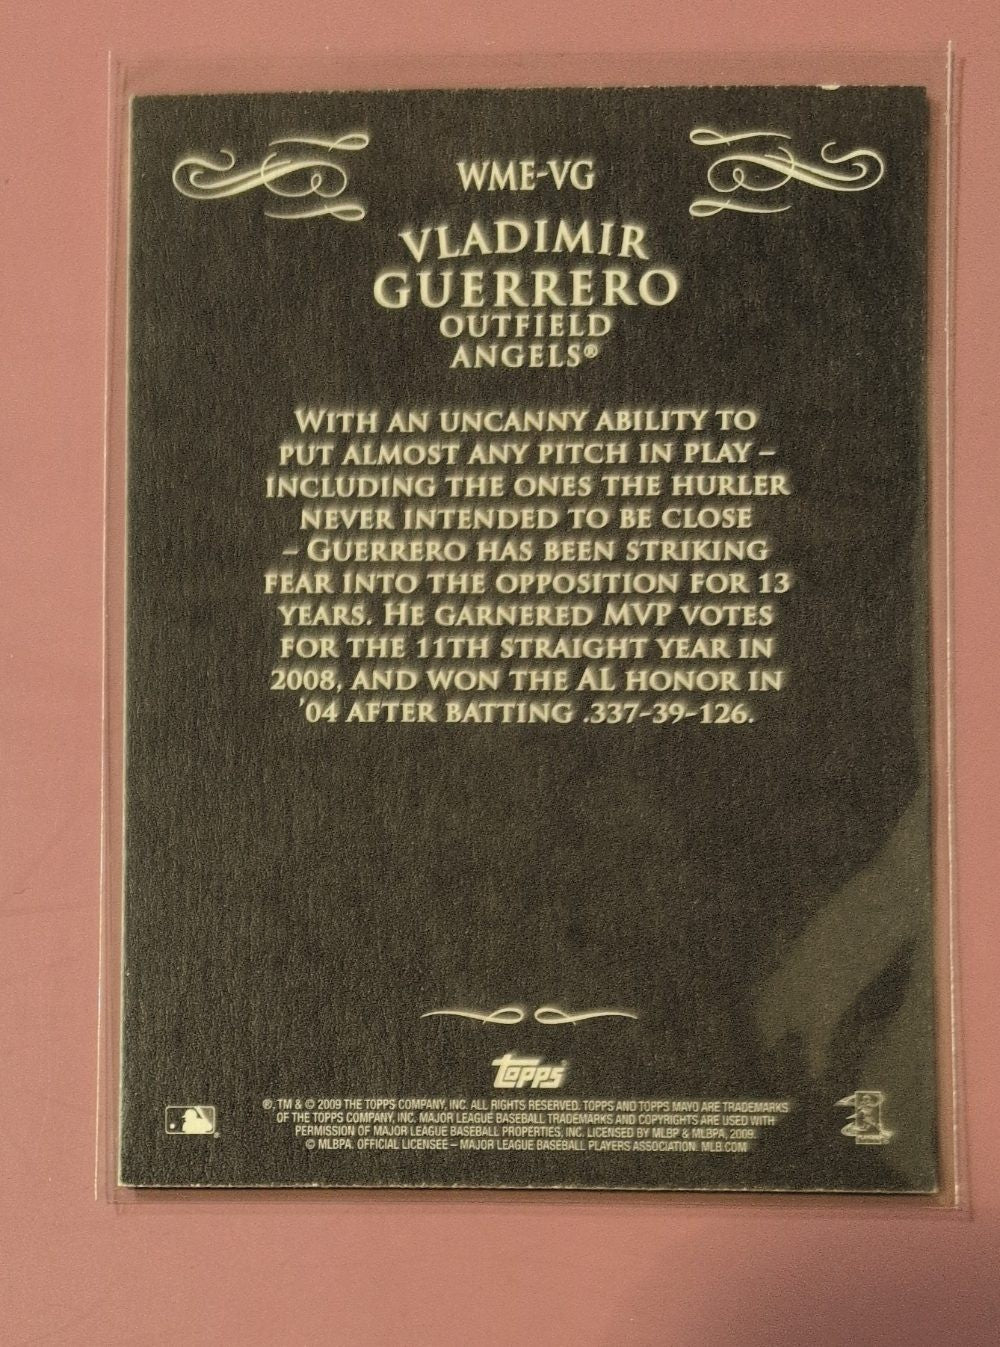 WME-VG
VLADIMIR
GUERRERO
OUTFIELD
ANGELS®
WITH AN UNCANNY ABILITY TO
PUT ALMOST ANY PITCH IN PLAY –
INCLUDING THE ONES THE HURLER
NEVER INTENDED TO BE CLOSE
– GUERRERO HAS BEEN STRIKING
FEAR INTO THE OPPOSITION FOR 13
YEARS. HE GARNERED MVP VOTES
FOR THE 11TH STRAIGHT YEAR IN
2008, AND WON THE AL HONOR IN
'04 AFTER BATTING .337-39-126.
Topps
®, TM & © 2009 THE TOPPS COMPANY, INC. ALL RIGHTS RESERVED. TOPPS AND TOPPS MAYO ARE TRADEMARKS
OF THE TOPPS COMPANY, INC. MAJOR LEAGUE BASEBALL TRADEMARKS AND COPYRIGHTS ARE USED WITH
PERMISSION OF MAJOR LEAGUE BASEBALL PROPERTIES, INC. LICENSED BY MLBP & MLBPA, 2009.
© MLBPA. OFFICIAL LICENSEE – MAJOR LEAGUE BASEBALL PLAYERS ASSOCIATION. MLB.COM